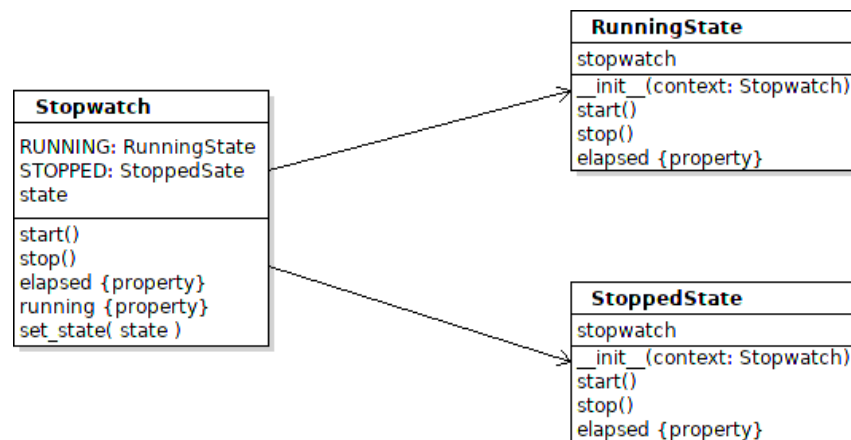 Stopwatch
RUNNING: RunningState
STOPPED: StoppedSate
state
start()
stop()
elapsed {property}
running {property}
set_state( state )
RunningState
stopwatch
__init__(context: Stopwatch)
start()
stop()
elapsed {property}
StoppedState
stopwatch
__init__(context: Stopwatch)
start()
stop()
elapsed {property}